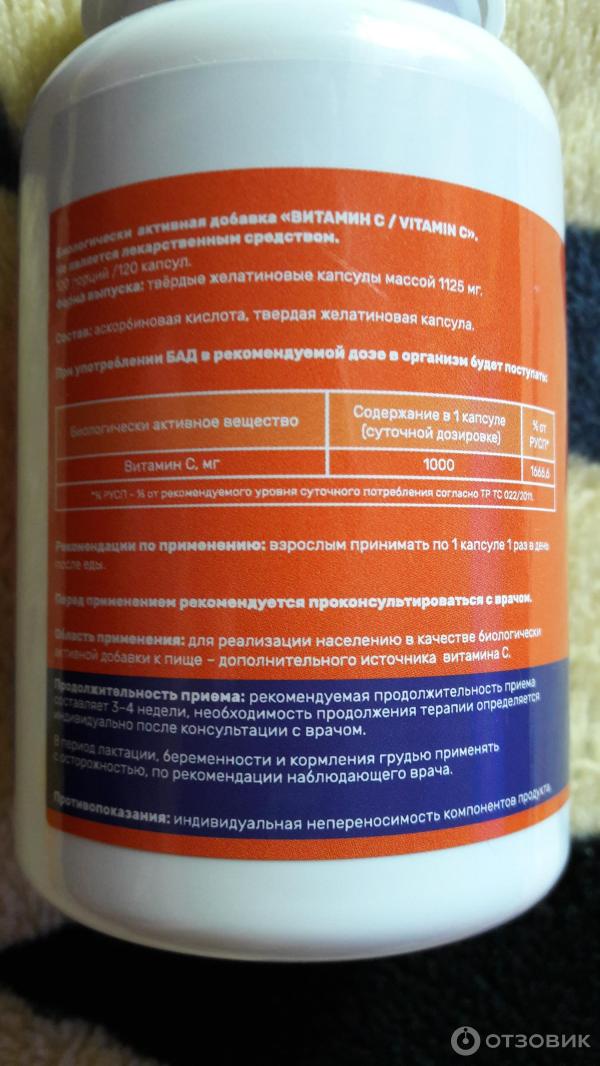 Биологически активная добавка «ВИТАМИН С / VITAMIN C».
Не является лекарственным средством.
порций /120 капсул.
Форма выпуска: твёрдые желатиновые капсулы массой 1125 мг.
Состав: аскорбиновая кислота, твердая желатиновая капсула.
При употреблении БАД в рекомендуемой дозе в организм будет поступать:
Биологически активное вещество
Содержание в 1 капсуле
(суточной дозировке)
% от
РУСП*
Витамин С, мг
1000
1666,6
*% РУСП - % от рекомендуемого уровня суточного потребления согласно ТР ТС 022/2011.
Рекомендации по применению: взрослым принимать по 1 капсуле 1 раз в день
после еды.
Перед применением рекомендуется проконсультироваться с врачом.
Область применения: для реализации населению в качестве биологически
активной добавки к пище – дополнительного источника витамина С.
Продолжительность приема: рекомендуемая продолжительность приема
составляет 3-4 недели, необходимость продолжения терапии определяется
индивидуально после консультации с врачом.
В период лактации, беременности и кормления грудью применять
с осторожностью, по рекомендации наблюдающего врача.
Противопоказания: индивидуальная непереносимость компонентов продукта.
ОТЗОВИК